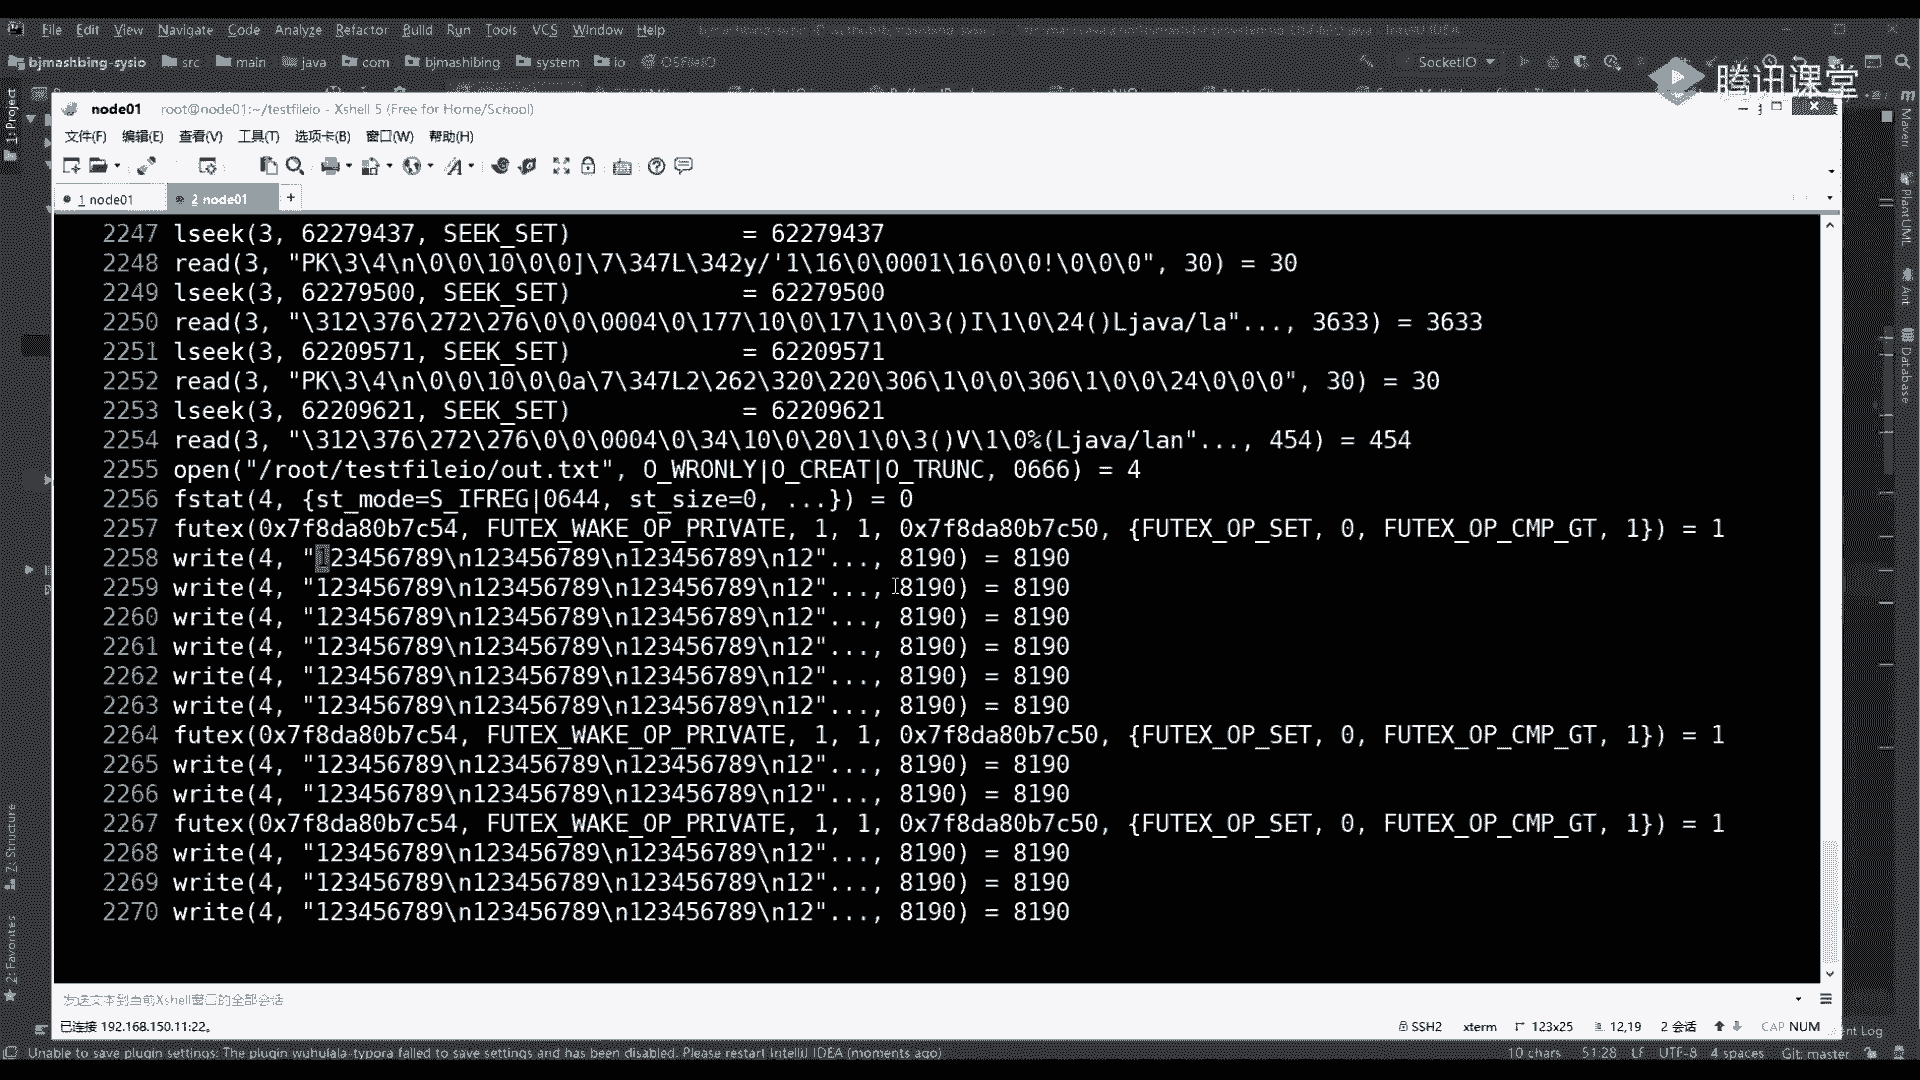 File Edit View Navigate Code Analyze Refactor Build Run Tools VCS Window Help
bjmashbing-sysio src main java com bjmashibing system io OSFileIO SocketIO
腾讯课堂
node01 root@node01:~/testfileio - Xshell 5 (Free for Home/School)
文件(F) 编辑(E) 查看(V) 工具(T) 选项卡(B) 窗口(W) 帮助(H)
1 node01 2 node01 +
2247 lseek(3, 62279437, SEEK_SET) = 62279437
2248 read(3, "PK\3\4\n\0\0\10\0\0]\7\347L\342y/'1\16\0\0001\16\0\0!\0\0\0", 30) = 30
2249 lseek(3, 62279500, SEEK_SET) = 62279500
2250 read(3, "\312\376\272\276\0\0\0004\0\177\10\0\17\1\0\3()I\1\0\24()Ljava/la"..., 3633) = 3633
2251 lseek(3, 62209571, SEEK_SET) = 62209571
2252 read(3, "PK\3\4\n\0\0\10\0\0a\7\347L2\262\320\220\306\1\0\0\306\1\0\0\24\0\0\0", 30) = 30
2253 lseek(3, 62209621, SEEK_SET) = 62209621
2254 read(3, "\312\376\272\276\0\0\0004\0\34\10\0\20\1\0\3()V\1\0%(Ljava/lan"..., 454) = 454
2255 open("/root/testfileio/out.txt", O_WRONLY|O_CREAT|O_TRUNC, 0666) = 4
2256 fstat(4, {st_mode=S_IFREG|0644, st_size=0, ...}) = 0
2257 futex(0x7f8da80b7c54, FUTEX_WAKE_OP_PRIVATE, 1, 1, 0x7f8da80b7c50, {FUTEX_OP_SET, 0, FUTEX_OP_CMP_GT, 1}) = 1
2258 write(4, "123456789\n123456789\n123456789\n12"..., 8190) = 8190
2259 write(4, "123456789\n123456789\n123456789\n12"..., 8190) = 8190
2260 write(4, "123456789\n123456789\n123456789\n12"..., 8190) = 8190
2261 write(4, "123456789\n123456789\n123456789\n12"..., 8190) = 8190
2262 write(4, "123456789\n123456789\n123456789\n12"..., 8190) = 8190
2263 write(4, "123456789\n123456789\n123456789\n12"..., 8190) = 8190
2264 futex(0x7f8da80b7c54, FUTEX_WAKE_OP_PRIVATE, 1, 1, 0x7f8da80b7c50, {FUTEX_OP_SET, 0, FUTEX_OP_CMP_GT, 1}) = 1
2265 write(4, "123456789\n123456789\n123456789\n12"..., 8190) = 8190
2266 write(4, "123456789\n123456789\n123456789\n12"..., 8190) = 8190
2267 futex(0x7f8da80b7c54, FUTEX_WAKE_OP_PRIVATE, 1, 1, 0x7f8da80b7c50, {FUTEX_OP_SET, 0, FUTEX_OP_CMP_GT, 1}) = 1
2268 write(4, "123456789\n123456789\n123456789\n12"..., 8190) = 8190
2269 write(4, "123456789\n123456789\n123456789\n12"..., 8190) = 8190
2270 write(4, "123456789\n123456789\n123456789\n12"..., 8190) = 8190
发送文本到当前Xshell窗口的全部会话
已连接 192.168.150.11:22。 SSH2 xterm 123x25 12,19 2 会话 CAP NUM
Unable to save plugin settings: The plugin wuhulala-typora failed to save settings and has been disabled. Please restart IntelliJ IDEA (moments ago) 10 chars 51:28 LF UTF-8 4 spaces Git: master
1: Project
Z: Structure
2: Favorites
Maven
PlantUML
Ant
Database